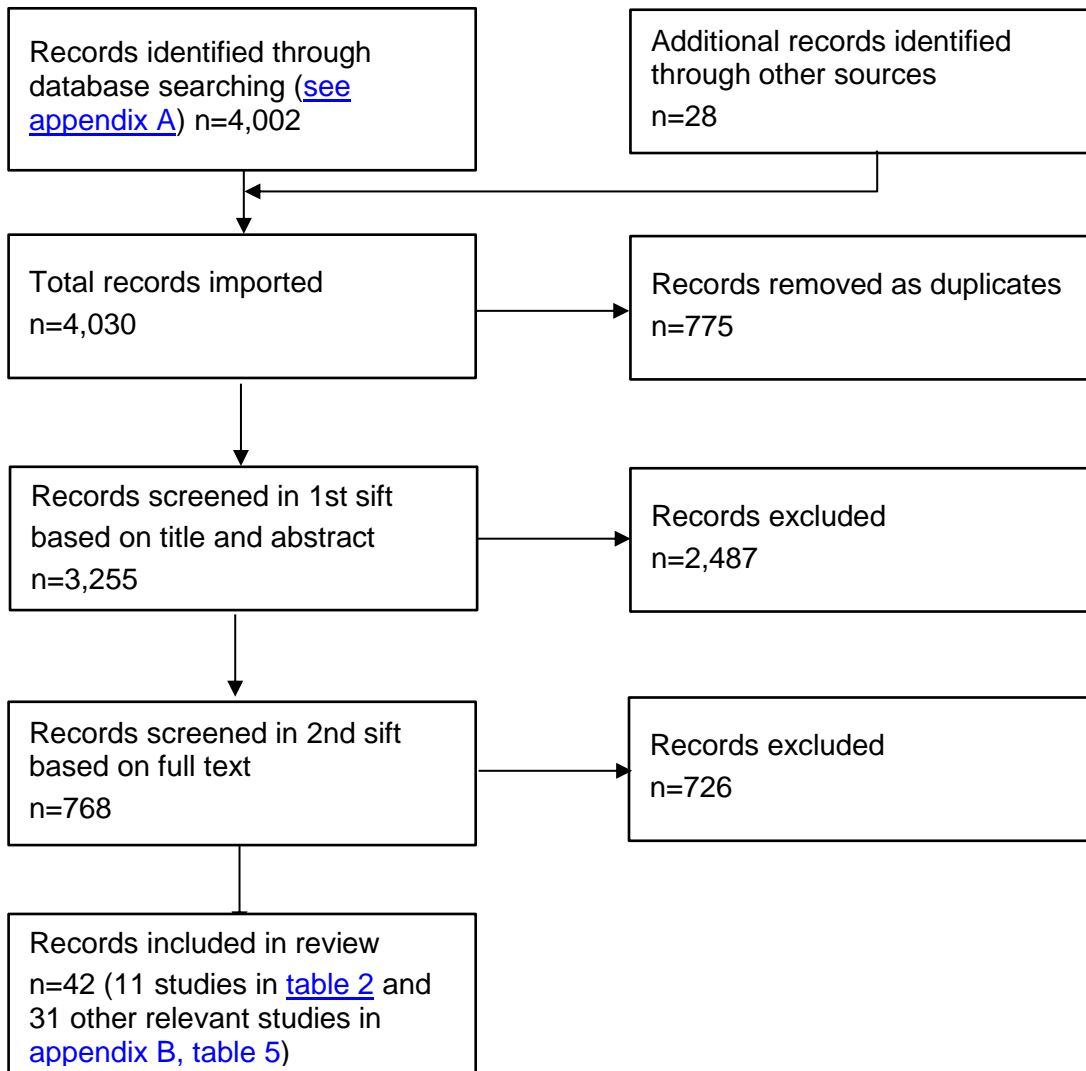 Records identified through
database searching (see
appendix A) n=4,002
Additional records identified
through other sources
n=28
Total records imported
n=4,030
Records removed as duplicates
n=775
Records screened in 1st sift
based on title and abstract
n=3,255
Records excluded
n=2,487
Records screened in 2nd sift
based on full text
n=768
Records excluded
n=726
Records included in review
n=42 (11 studies in table 2 and
31 other relevant studies in
appendix B, table 5)